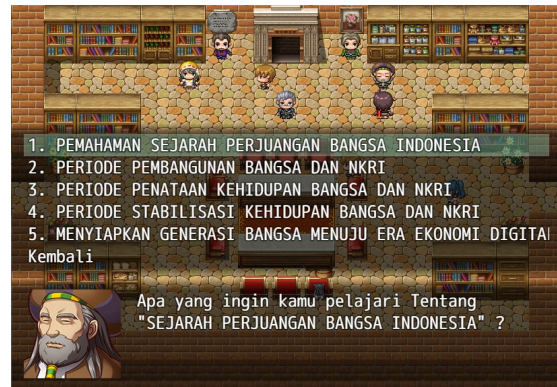 1. PEMAHAMAN SEJARAH PERJUANGAN BANGSA INDONESIA
2. PERIODE PEMBANGUNAN BANGSA DAN NKRI
3. PERIODE PENATAAN KEHIDUPAN BANGSA DAN NKRI
4. PERIODE STABILISASI KEHIDUPAN BANGSA DAN NKRI
5. MENYIAPKAN GENERASI BANGSA MENUJU ERA EKONOMI DIGITA
Kembali
Apa yang ingin kamu pelajari Tentang
"SEJARAH PERJUANGAN BANGSA INDONESIA" ?